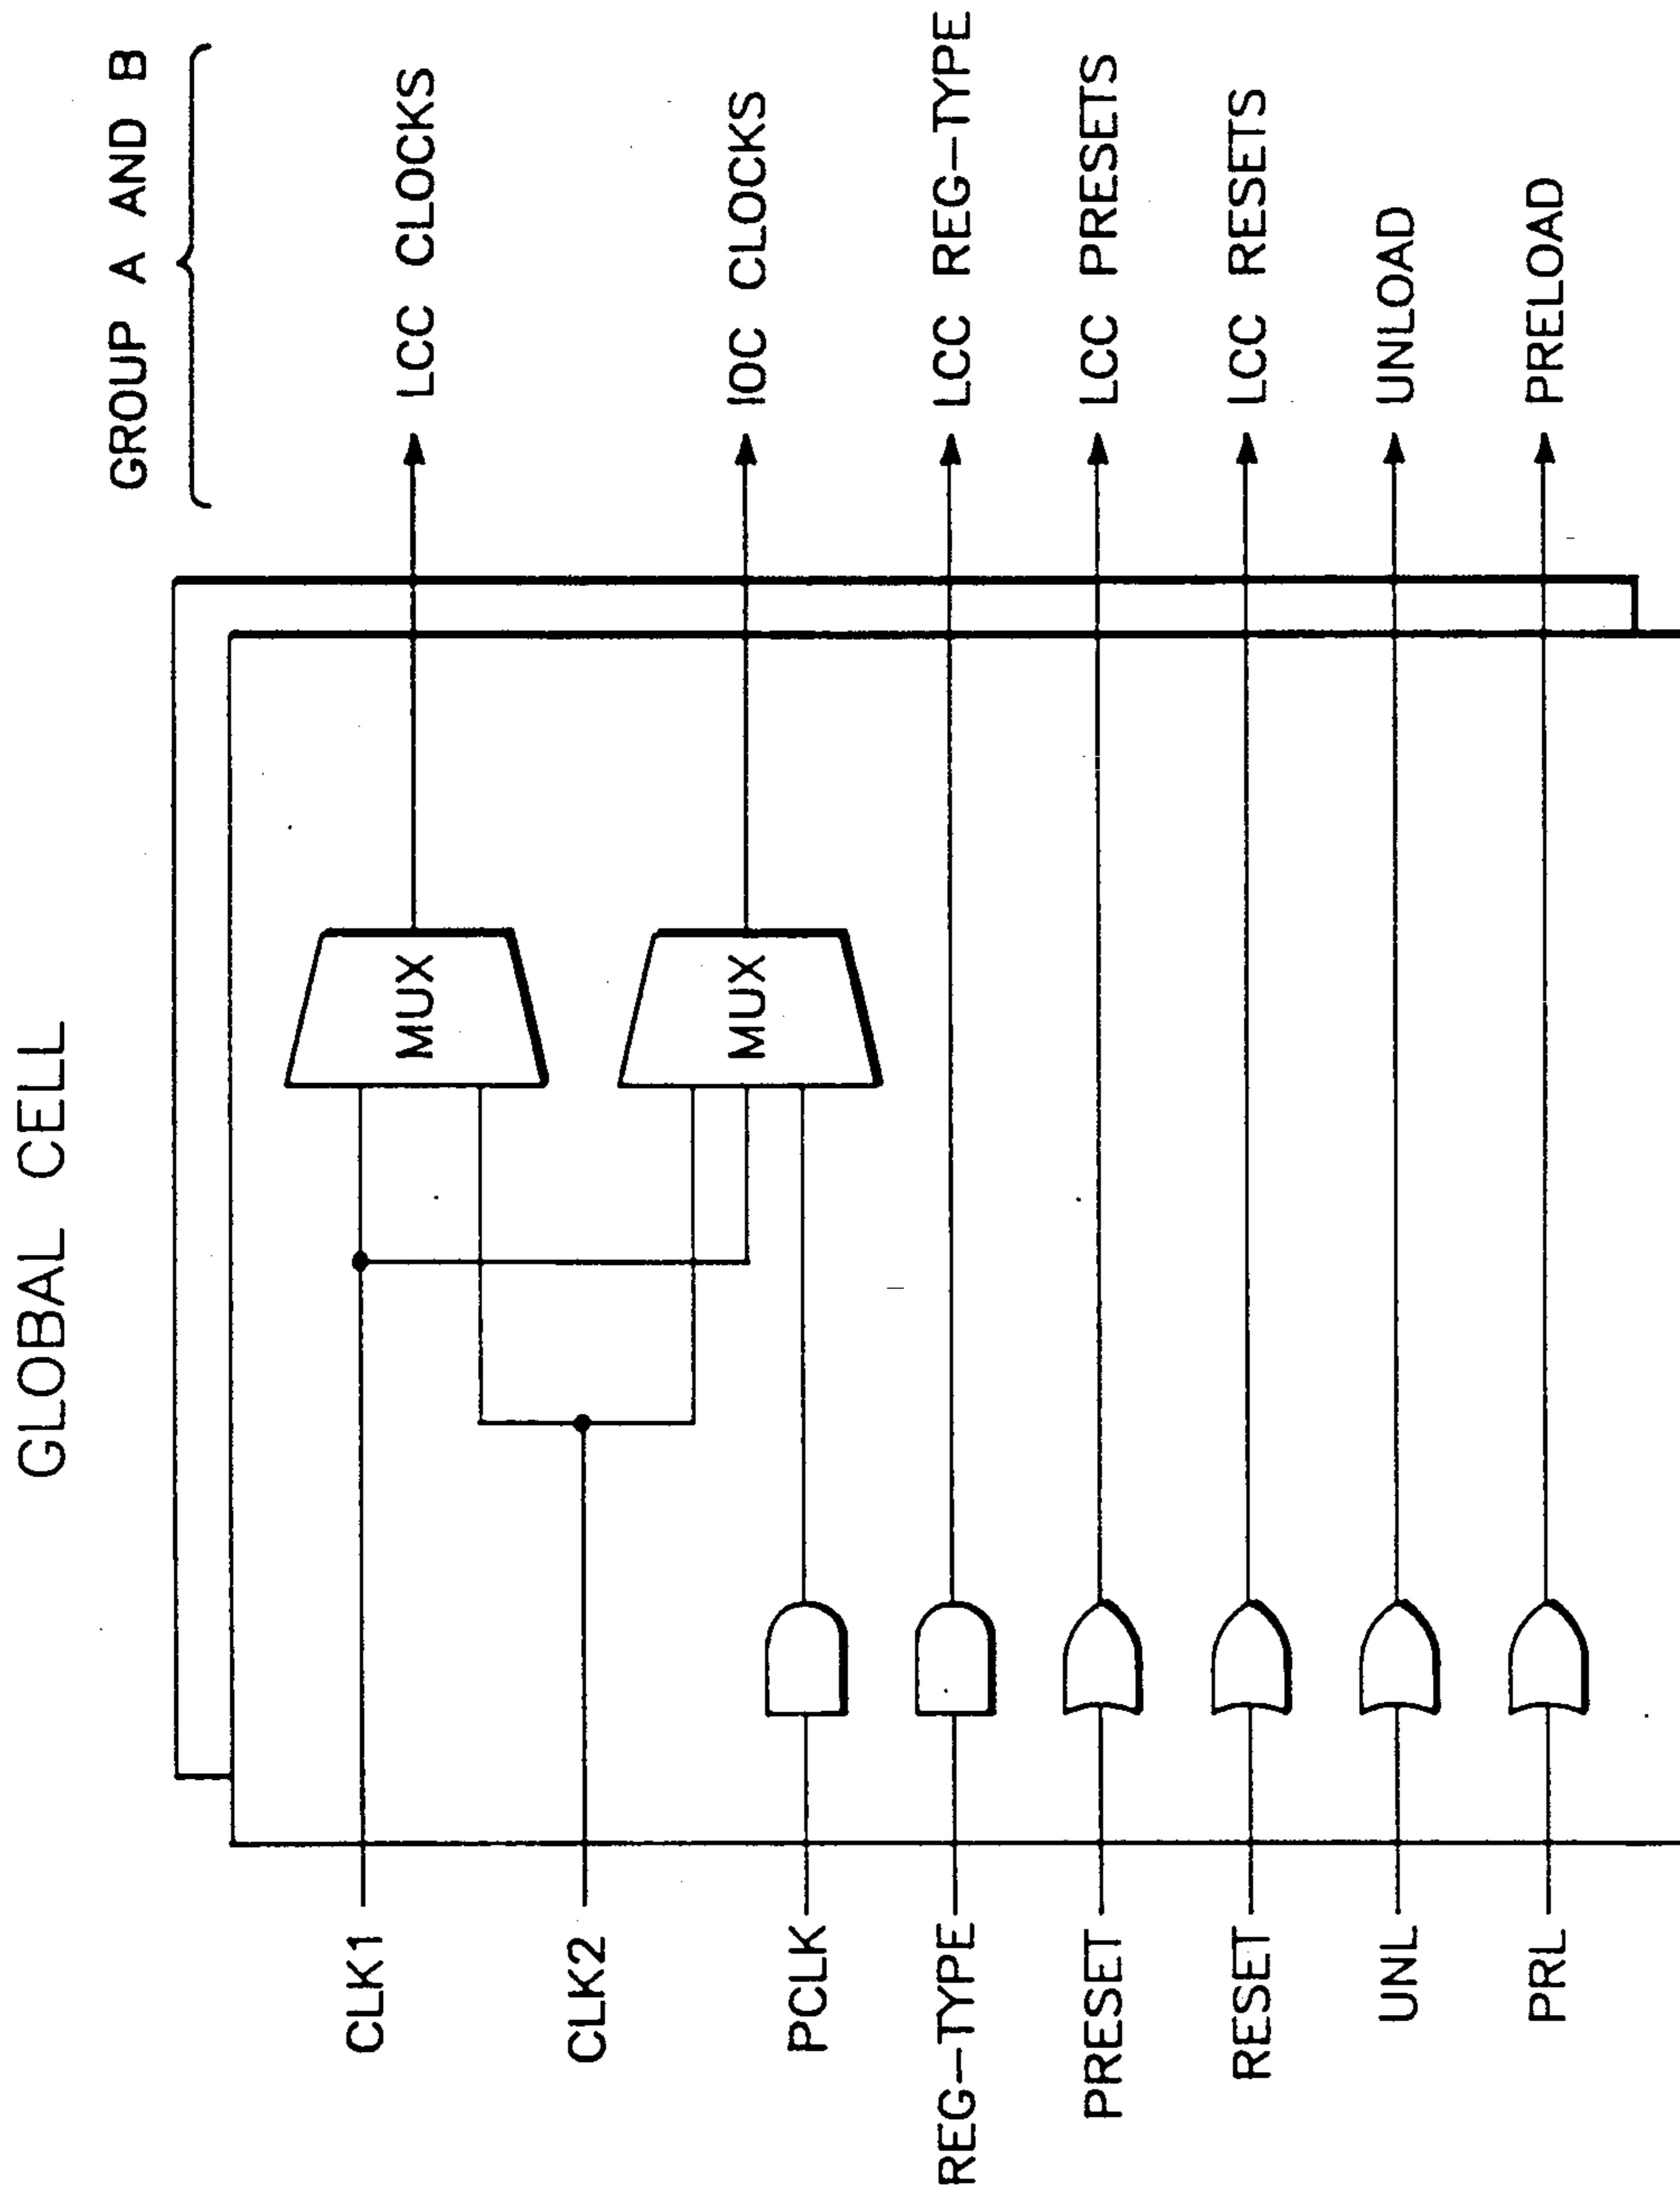 GLOBAL CELL
GROUP A AND B
CLK1
MUX
LCC CLOCKS
CLK2
MUX
IOC CLOCKS
PCLK
REG-TYPE
LCC REG-TYPE
PRESET
LCC PRESETS
RESET
LCC RESETS
UNL
UNLOAD
PRL
PRELOAD